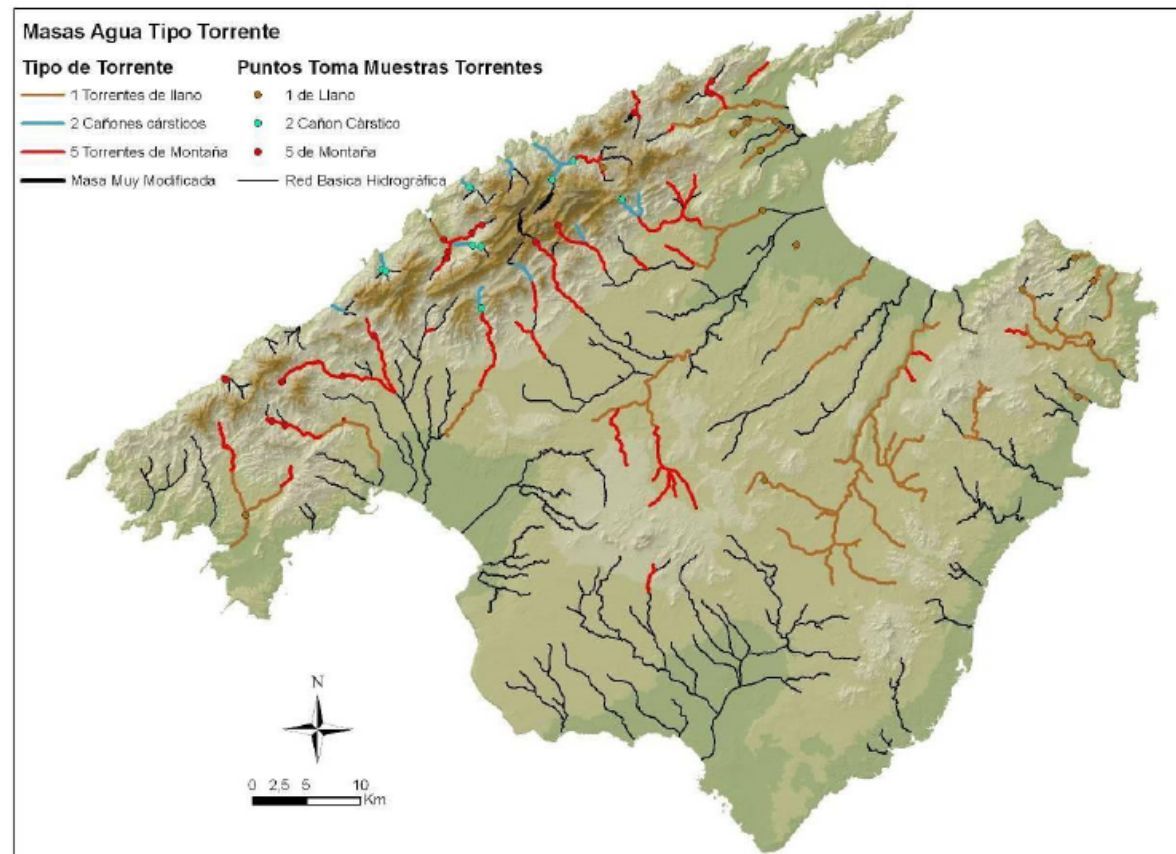 Masas Agua Tipo Torrente
Tipo de Torrente
1 Torrentes de llano
2 Cañones cársticos
5 Torrentes de Montaña
Masa Muy Modificada
Puntos Toma Muestras Torrentes
1 de Llano
2 Cañon Cárstico
5 de Montaña
Red Basica Hidrográfica
N
0 2,5 5 10
Km